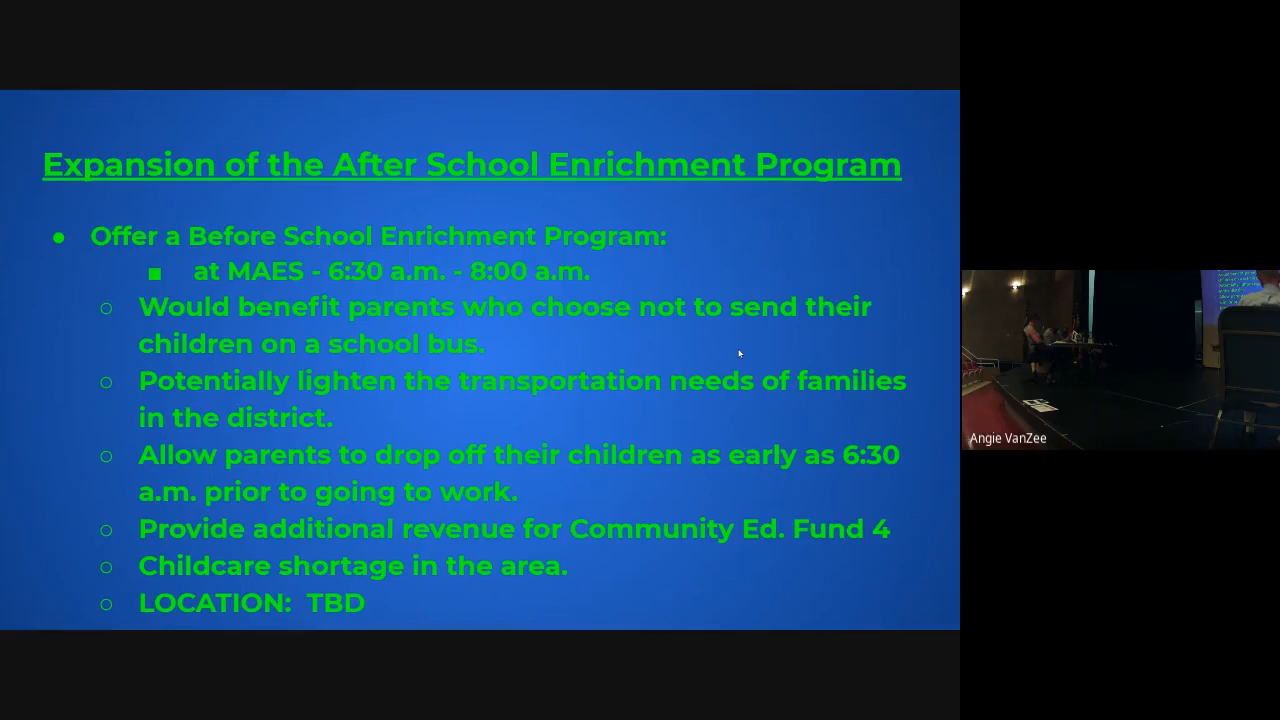 Expansion of the After School Enrichment Program
● Offer a Before School Enrichment Program:
■ at MAES - 6:30 a.m. - 8:00 a.m.
○ Would benefit parents who choose not to send their
children on a school bus.
○ Potentially lighten the transportation needs of families
in the district.
○ Allow parents to drop off their children as early as 6:30
a.m. prior to going to work.
○ Provide additional revenue for Community Ed. Fund 4
○ Childcare shortage in the area.
○ LOCATION: TBD
Angie VanZee